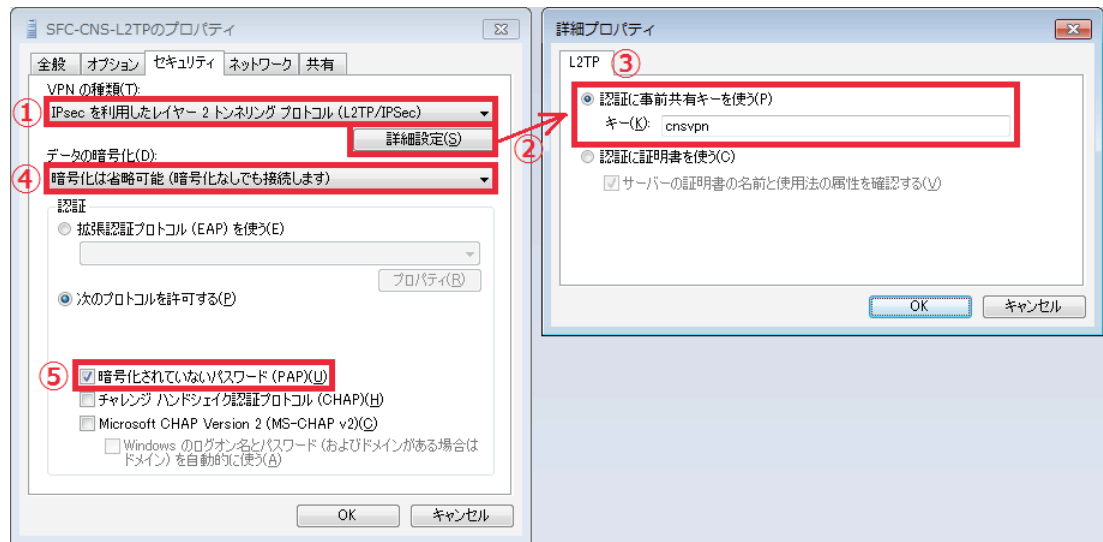 SFC-CNS-L2TPのプロパティ
全般 オプション セキュリティ ネットワーク 共有
VPN の種類(T):
① IPsec を利用したレイヤー 2 トンネリング プロトコル (L2TP/IPSec)
詳細設定(S)
②
データの暗号化(D):
④ 暗号化は省略可能 (暗号化なしでも接続します)
認証
拡張認証プロトコル (EAP) を使う(E)
プロパティ(R)
次のプロトコルを許可する(P)
⑤ 暗号化されていないパスワード (PAP)(U)
チャレンジ ハンドシェイク認証プロトコル (CHAP)(H)
Microsoft CHAP Version 2 (MS-CHAP v2)(C)
Windows のログオン名とパスワード (およびドメインがある場合は
ドメイン) を自動的に使う(A)
OK キャンセル
詳細プロパティ
L2TP ③
認証に事前共有キーを使う(P)
キー(K): cnsvpn
認証に証明書を使う(C)
サーバーの証明書の名前と使用法の属性を確認する(V)
OK キャンセル